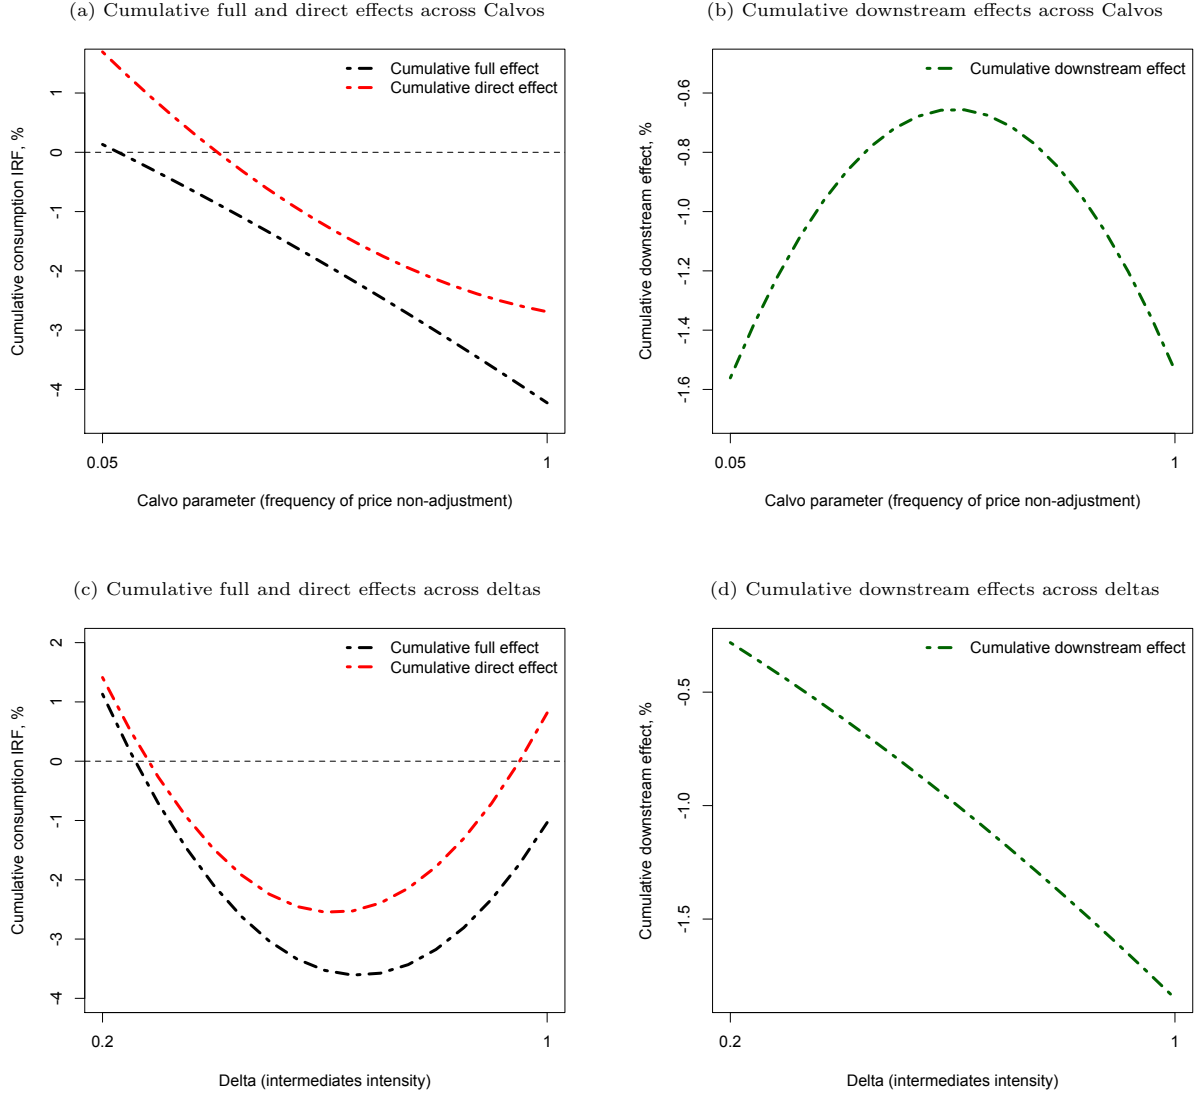 (a) Cumulative full and direct effects across Calvos
Cumulative consumption IRF, %
1
0
-1
-2
-3
-4
Cumulative full effect
Cumulative direct effect
0.05
1
Calvo parameter (frequency of price non-adjustment)
(b) Cumulative downstream effects across Calvos
Cumulative downstream effect, %
-0.6
-0.8
-1.0
-1.2
-1.4
-1.6
Cumulative downstream effect
0.05
1
Calvo parameter (frequency of price non-adjustment)
(c) Cumulative full and direct effects across deltas
Cumulative consumption IRF, %
2
1
0
-1
-2
-3
-4
Cumulative full effect
Cumulative direct effect
0.2
1
Delta (intermediates intensity)
(d) Cumulative downstream effects across deltas
Cumulative downstream effect, %
-0.5
-1.0
-1.5
Cumulative downstream effect
0.2
1
Delta (intermediates intensity)